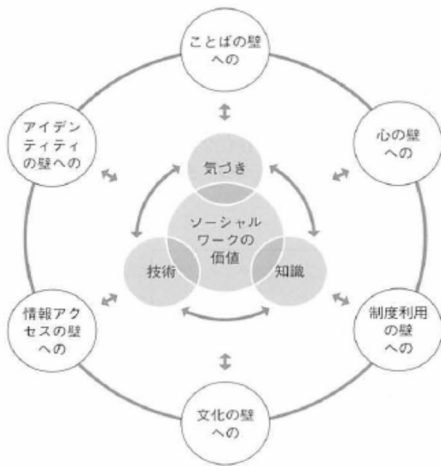 ことばの壁
への
アイデン
ティティ
の壁への
心の壁
への
気づき
ソーシャル
ワークの
価値
技術
知識
情報アク
セスの壁
への
制度利用
の壁
への
文化の壁
への